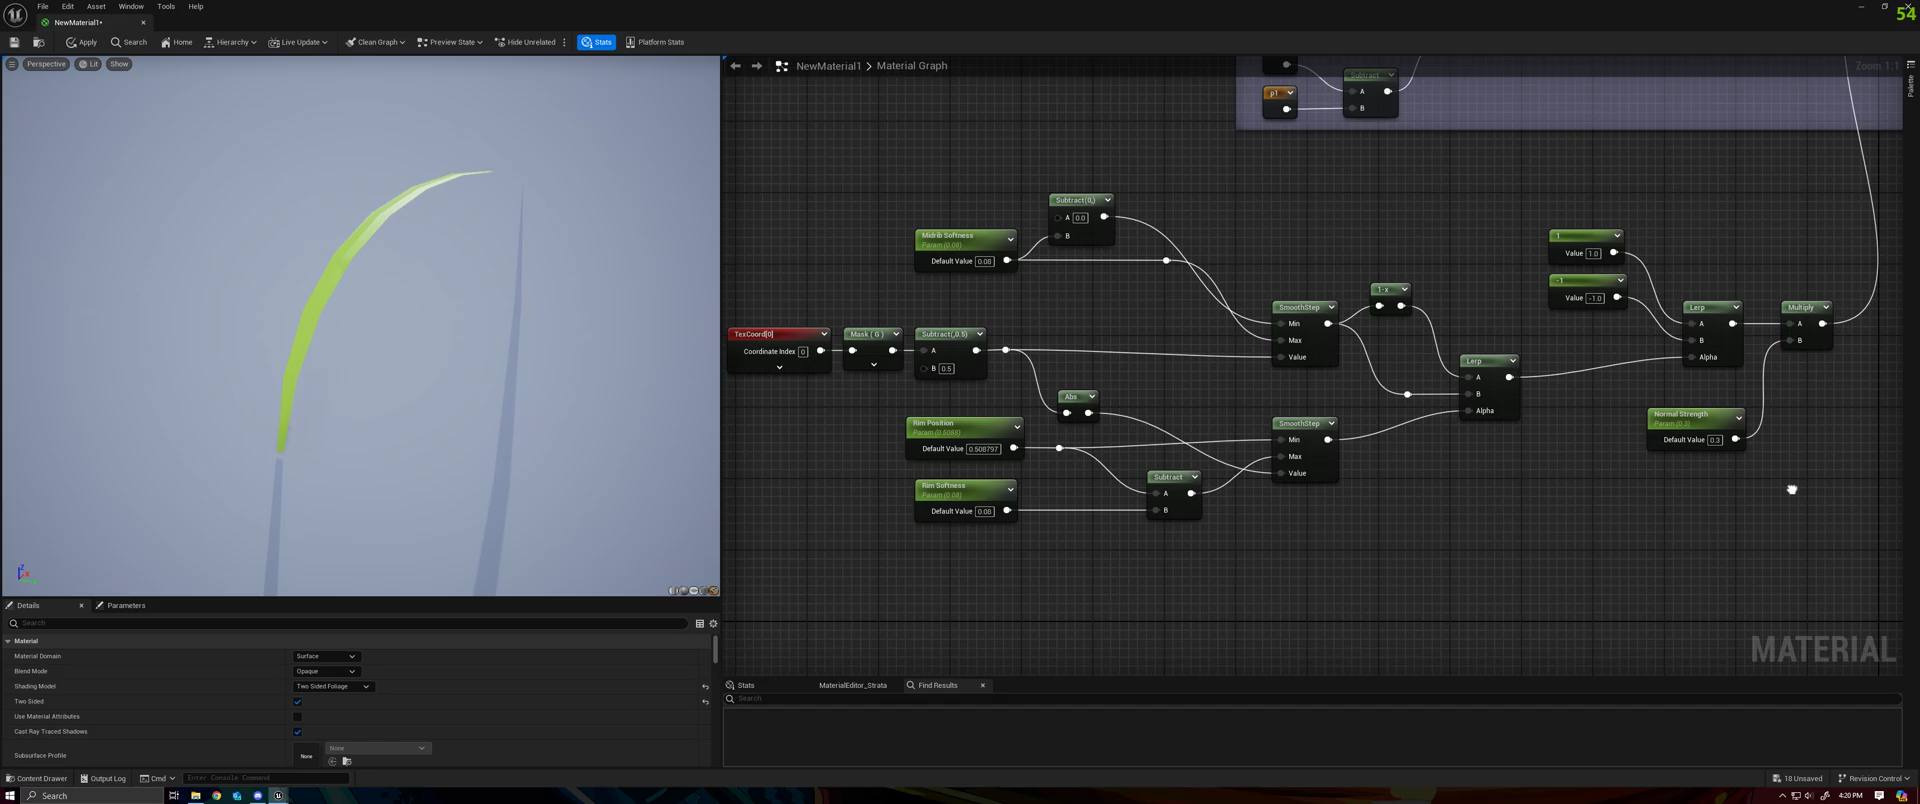 File Edit Asset Window Tools Help
54
NewMaterial1*
Apply Search Home Hierarchy Live Update Clean Graph Preview State Hide Unrelated Stats Platform Stats
Perspective Lit Show
NewMaterial1 > Material Graph
Zoom 1:1
Palette
Subtract
p1
A
B
Subtract(0,)
A 0.0
B
Midrib Softness
Param (0.08)
Default Value 0.08
1
Value 1.0
-1
Value -1.0
1-x
TexCoord[0]
Coordinate Index 0
Mask ( G )
Subtract(,0.5)
A
B 0.5
SmoothStep
Min
Max
Value
Lerp
A
B
Alpha
Lerp
A
B
Alpha
Multiply
A
B
Abs
Rim Position
Param (0.5088)
Default Value 0.508797
SmoothStep
Min
Max
Value
Normal Strength
Param (0.3)
Default Value 0.3
Rim Softness
Param (0.08)
Default Value 0.08
Subtract
A
B
MATERIAL
Details Parameters
Search
Material
Material Domain Surface
Blend Mode Opaque
Shading Model Two Sided Foliage
Two Sided
Use Material Attributes
Cast Ray Traced Shadows
Subsurface Profile None None
Stats MaterialEditor_Strata Find Results
Search
Content Drawer Output Log Cmd Enter Console Command
18 Unsaved Revision Control
Search
4:20 PM